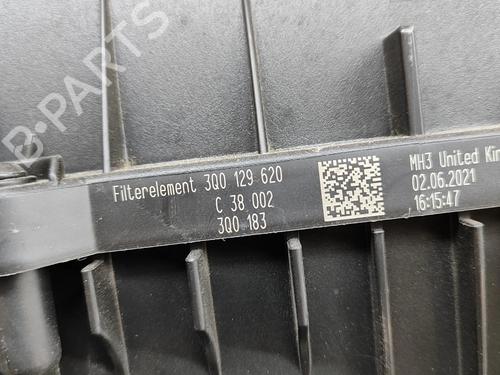 B-PARTS
Filterelement 3Q0 129 620
C 38 002
3Q0 183
MH3 United Kin
02.06.2021
16:15:47